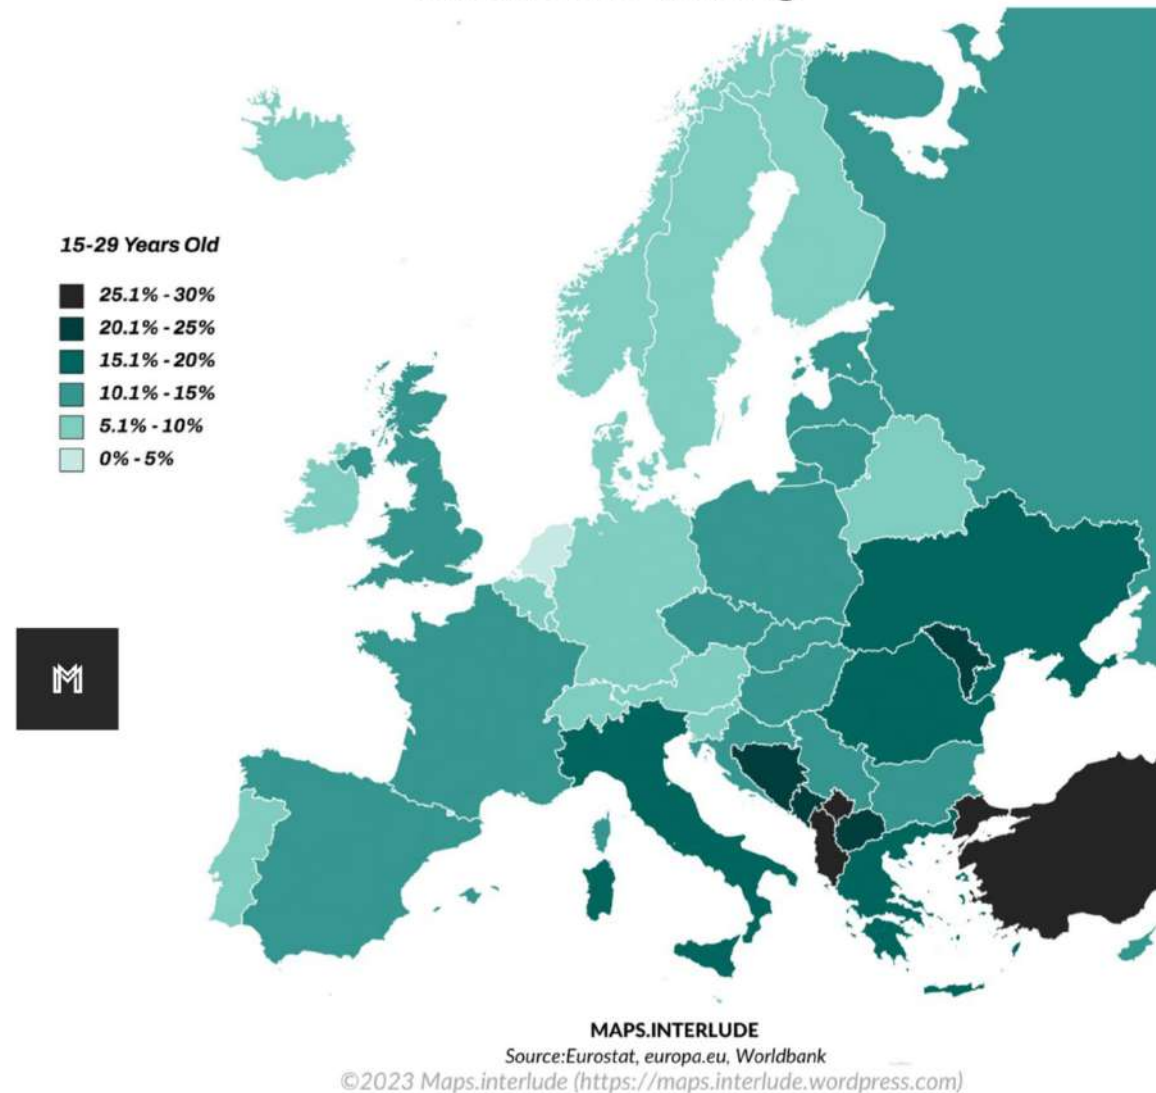 15-29 Years Old
25.1% - 30%
20.1% - 25%
15.1% - 20%
10.1% - 15%
5.1% - 10%
0% - 5%
M
MAPS.INTERLUDE
Source:Eurostat, europa.eu, Worldbank
©2023 Maps.interlude (https://maps.interlude.wordpress.com)